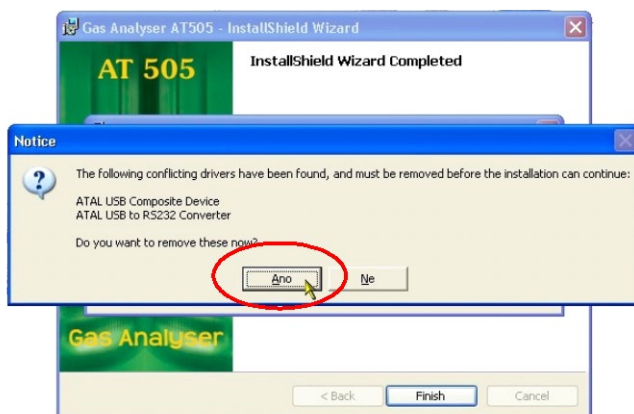 Gas Analyser AT505 - InstallShield Wizard
AT 505
InstallShield Wizard Completed
Notice
The following conflicting drivers have been found, and must be removed before the installation can continue:
ATAL USB Composite Device
ATAL USB to RS232 Converter
Do you want to remove these now?
Ano
Ne
Gas Analyser
< Back
Finish
Cancel